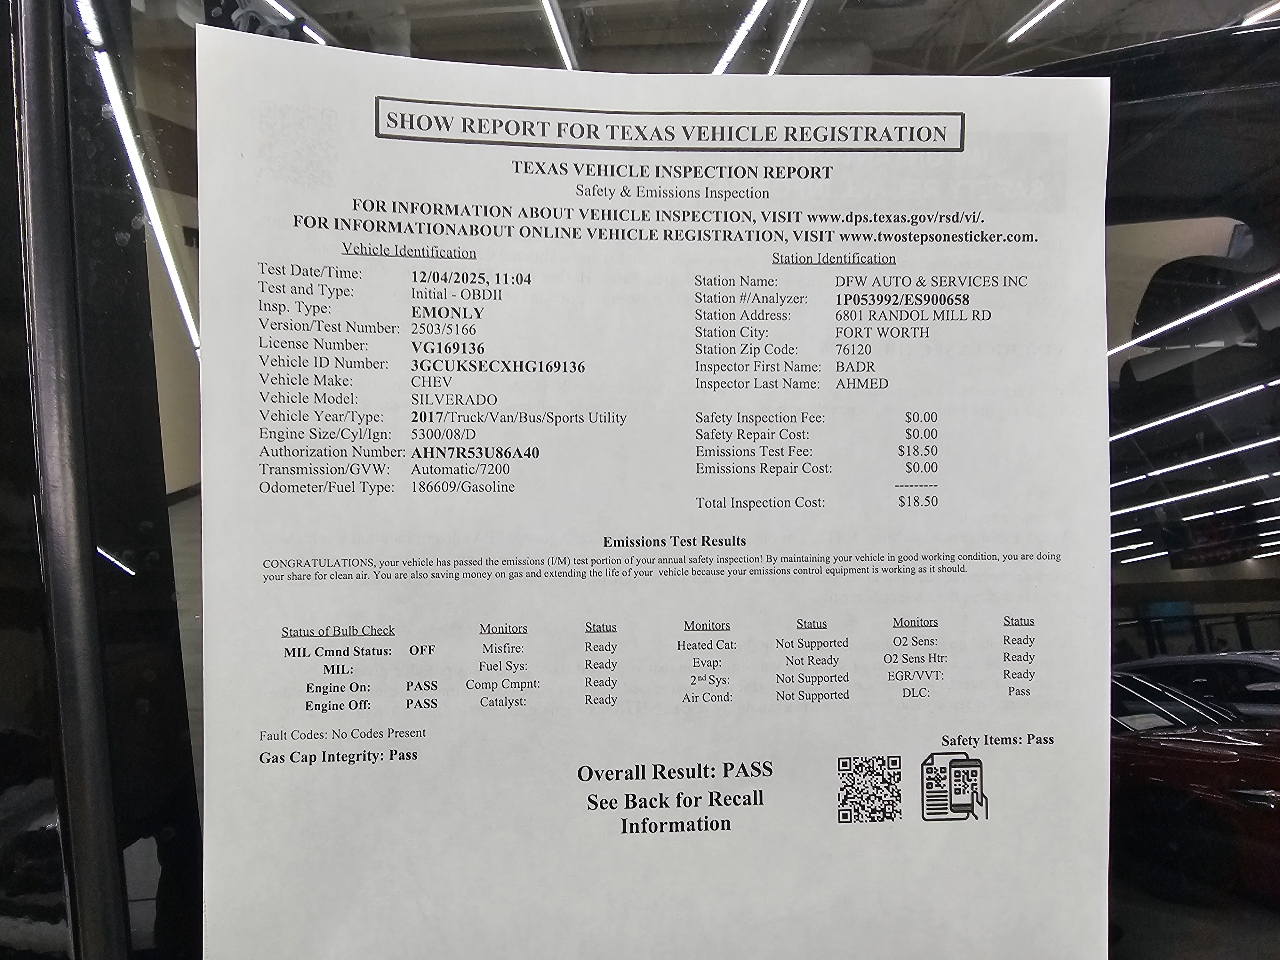 SHOW REPORT FOR TEXAS VEHICLE REGISTRATION
TEXAS VEHICLE INSPECTION REPORT
Safety & Emissions Inspection
FOR INFORMATION ABOUT VEHICLE INSPECTION, VISIT www.dps.texas.gov/rsd/vi/.
FOR INFORMATIONABOUT ONLINE VEHICLE REGISTRATION, VISIT www.twostepsonesticker.com.
Vehicle Identification
Test Date/Time: 12/04/2025, 11:04
Test and Type: Initial - OBDII
Insp. Type: EMONLY
Version/Test Number: 2503/5166
License Number: VG169136
Vehicle ID Number: 3GCUKSECXHG169136
Vehicle Make: CHEV
Vehicle Model: SILVERADO
Vehicle Year/Type: 2017/Truck/Van/Bus/Sports Utility
Engine Size/Cyl/Ign: 5300/08/D
Authorization Number: AHN7R53U86A40
Transmission/GVW: Automatic/7200
Odometer/Fuel Type: 186609/Gasoline
Station Identification
Station Name: DFW AUTO & SERVICES INC
Station #/Analyzer: 1P053992/ES900658
Station Address: 6801 RANDOL MILL RD
Station City: FORT WORTH
Station Zip Code: 76120
Inspector First Name: BADR
Inspector Last Name: AHMED
Safety Inspection Fee: $0.00
Safety Repair Cost: $0.00
Emissions Test Fee: $18.50
Emissions Repair Cost: $0.00
---------
Total Inspection Cost: $18.50
Emissions Test Results
CONGRATULATIONS, your vehicle has passed the emissions (I/M) test portion of your annual safety inspection! By maintaining your vehicle in good working condition, you are doing
your share for clean air. You are also saving money on gas and extending the life of your vehicle because your emissions control equipment is working as it should.
Status of Bulb Check
MIL Cmnd Status: OFF
MIL:
Engine On: PASS
Engine Off: PASS
Monitors Status
Misfire: Ready
Fuel Sys: Ready
Comp Cmpnt: Ready
Catalyst: Ready
Monitors Status
Heated Cat: Not Supported
Evap: Not Ready
2nd Sys: Not Supported
Air Cond: Not Supported
Monitors Status
O2 Sens: Ready
O2 Sens Htr: Ready
EGR/VVT: Ready
DLC: Pass
Fault Codes: No Codes Present
Gas Cap Integrity: Pass
Safety Items: Pass
Overall Result: PASS
See Back for Recall
Information